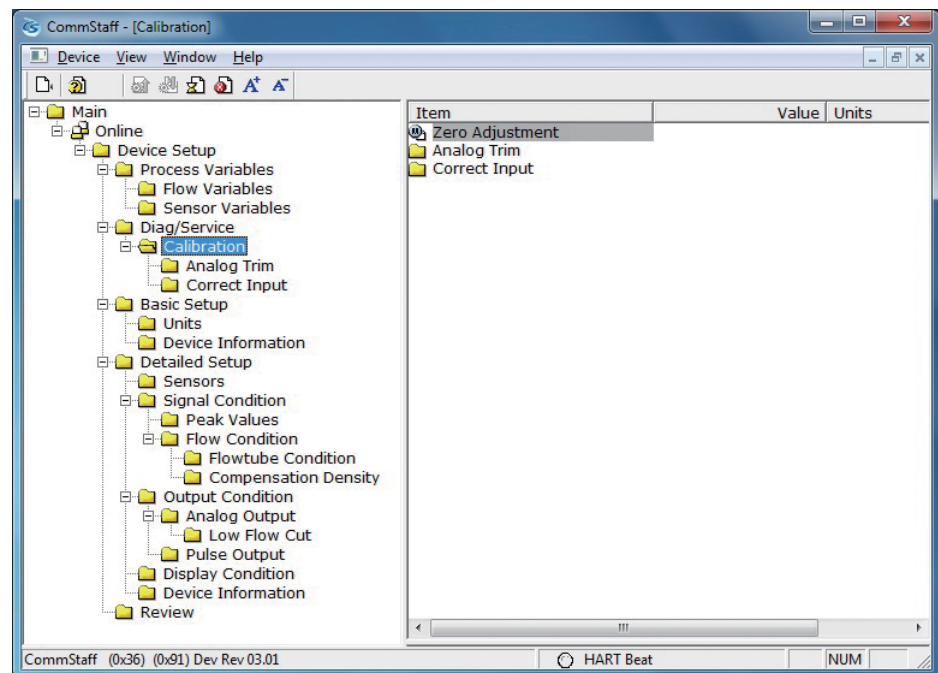 CommStaff - [Calibration]
Device View Window Help
Main
Online
Device Setup
Process Variables
Flow Variables
Sensor Variables
Diag/Service
Calibration
Analog Trim
Correct Input
Basic Setup
Units
Device Information
Detailed Setup
Sensors
Signal Condition
Peak Values
Flow Condition
Flowtube Condition
Compensation Density
Output Condition
Analog Output
Low Flow Cut
Pulse Output
Display Condition
Device Information
Review
Item Value Units
Zero Adjustment
Analog Trim
Correct Input
CommStaff (0x36) (0x91) Dev Rev 03.01 HART Beat NUM